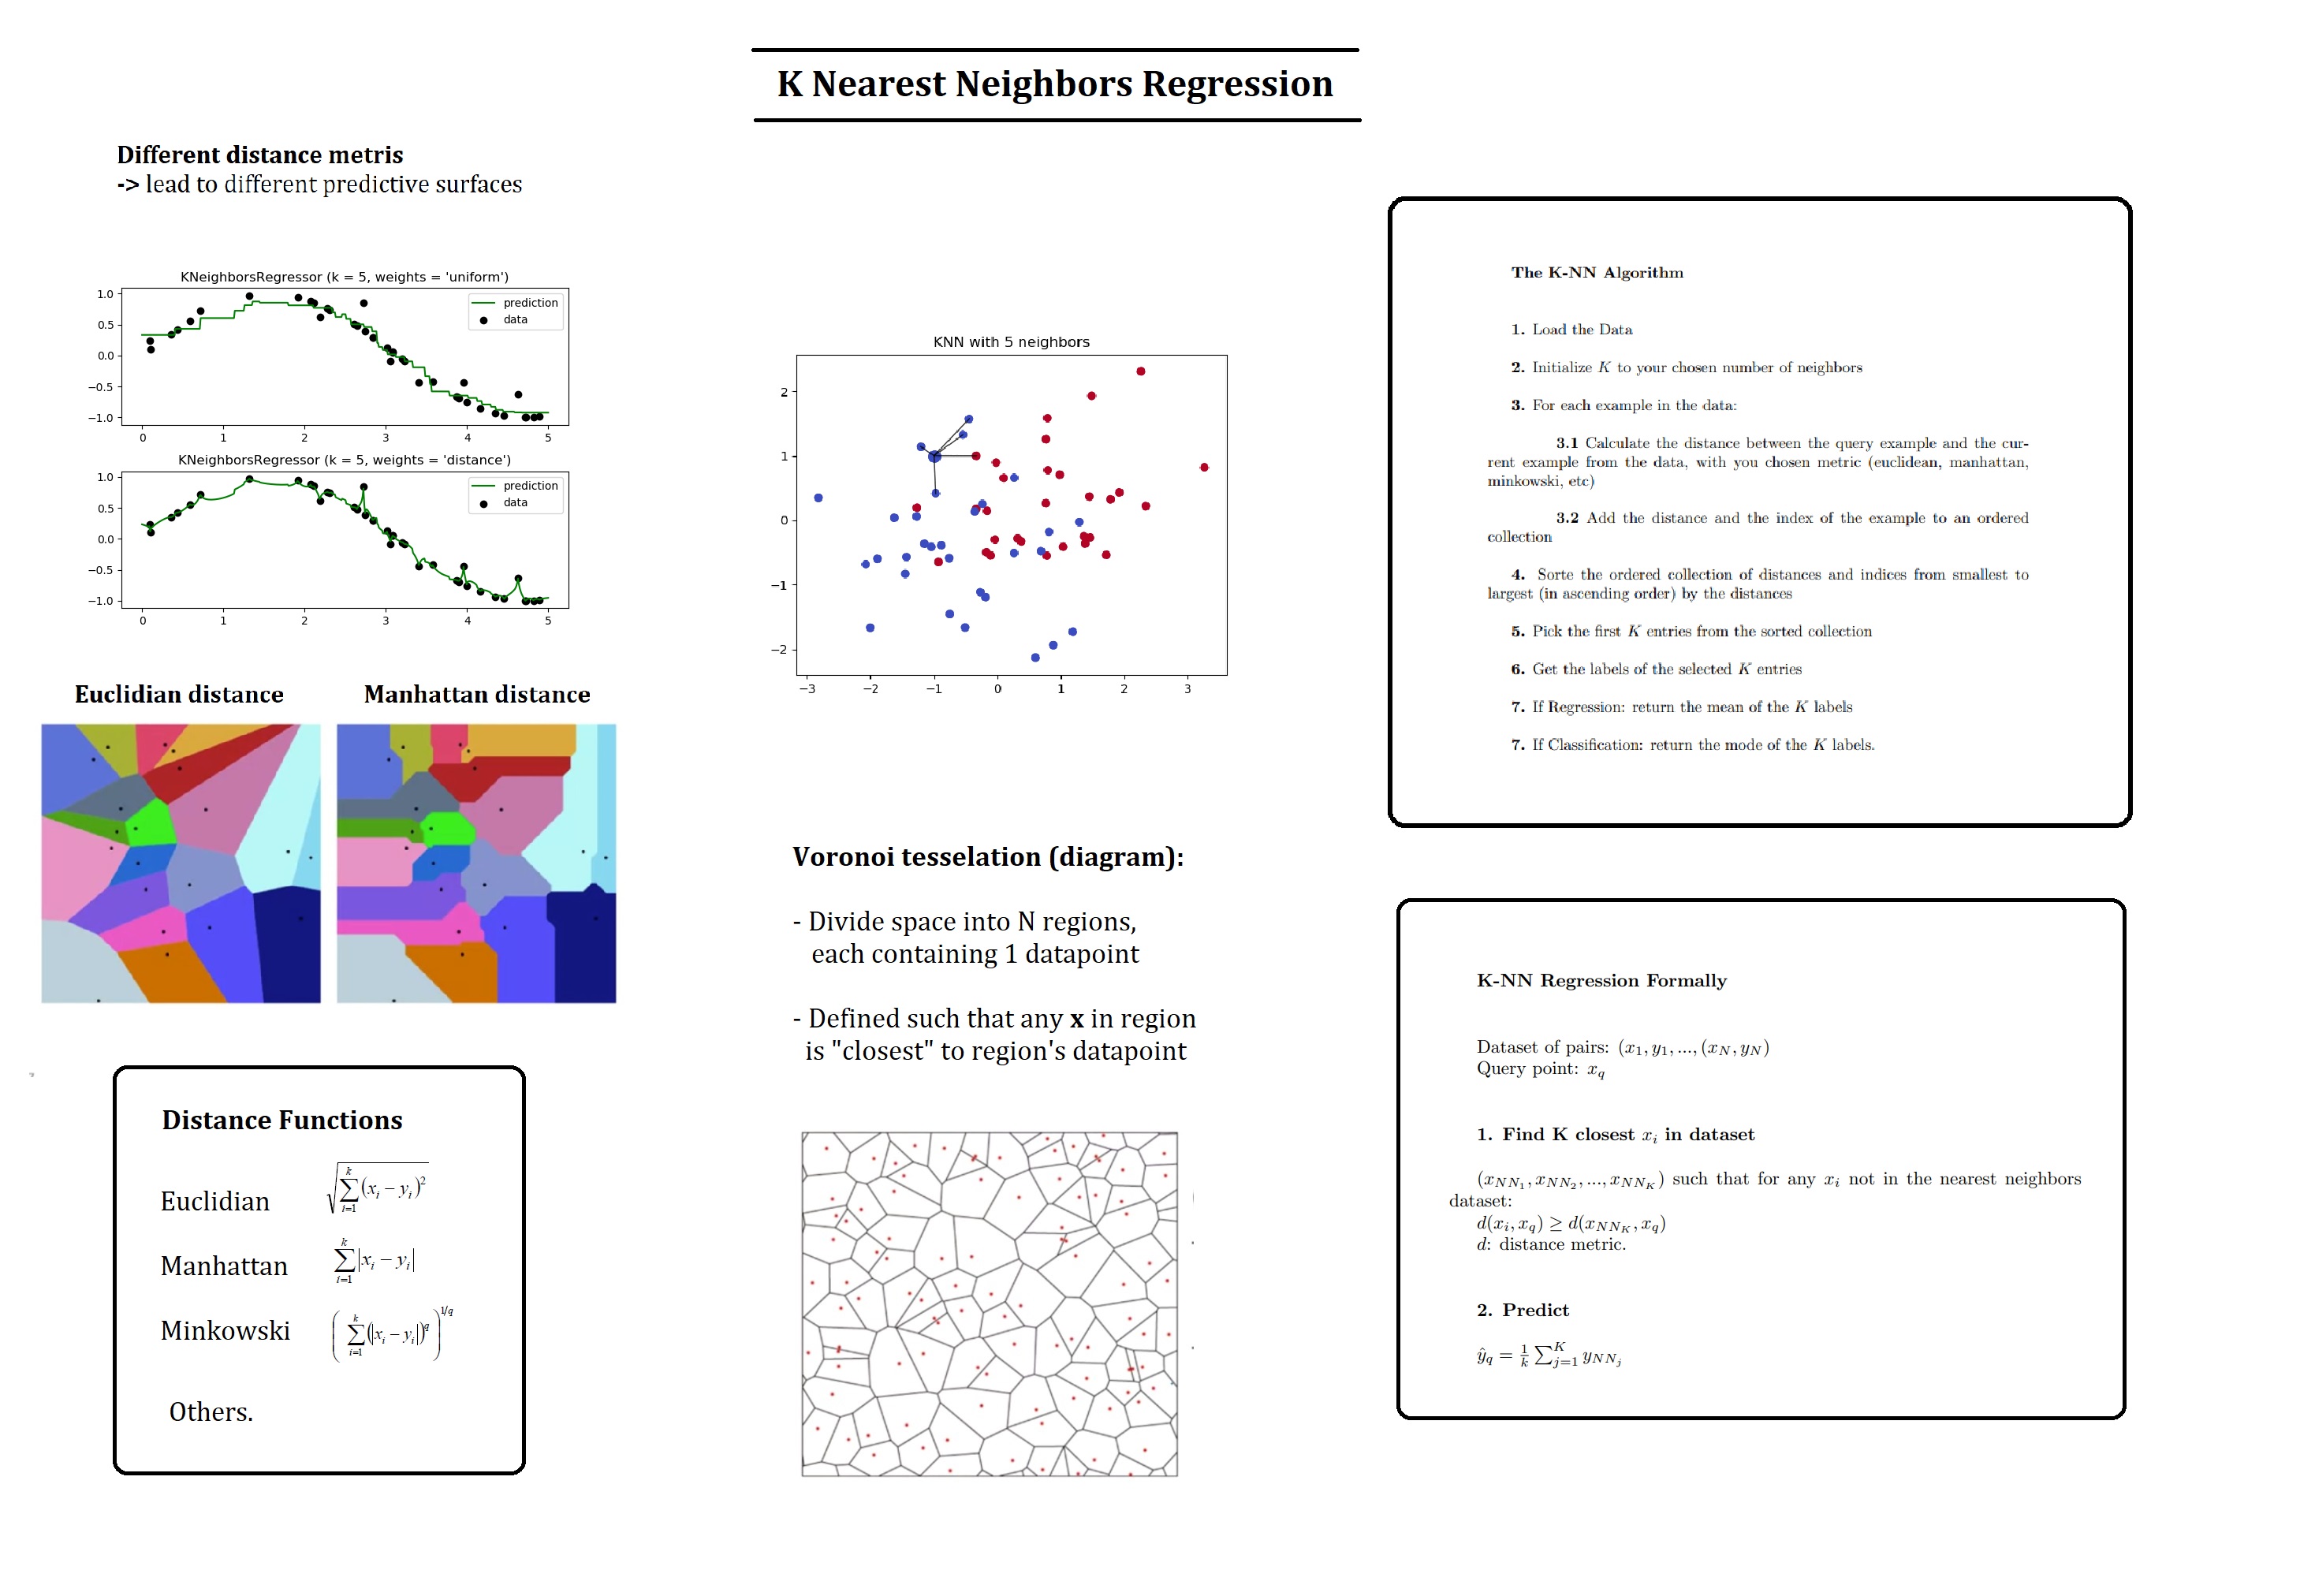 K Nearest Neighbors Regression
Different distance metris
-> lead to different predictive surfaces
KNeighborsRegressor (k = 5, weights = 'uniform')
1.0
0.5
0.0
−0.5
−1.0
prediction
data
0 1 2 3 4 5
KNeighborsRegressor (k = 5, weights = 'distance')
1.0
0.5
0.0
−0.5
−1.0
prediction
data
0 1 2 3 4 5
Euclidian distance
Manhattan distance
Distance Functions
Euclidian √(∑_{i=1}^{k} (x_i − y_i)^2)
Manhattan ∑_{i=1}^{k} |x_i − y_i|
Minkowski (∑_{i=1}^{k} (|x_i − y_i|)^q)^{1/q}
Others.
KNN with 5 neighbors
2
1
0
−1
−2
−3 −2 −1 0 1 2 3
Voronoi tesselation (diagram):
- Divide space into N regions,
each containing 1 datapoint
- Defined such that any x in region
is "closest" to region's datapoint
The K-NN Algorithm
1. Load the Data
2. Initialize K to your chosen number of neighbors
3. For each example in the data:
3.1 Calculate the distance between the query example and the cur-
rent example from the data, with you chosen metric (euclidean, manhattan,
minkowski, etc)
3.2 Add the distance and the index of the example to an ordered
collection
4. Sorte the ordered collection of distances and indices from smallest to
largest (in ascending order) by the distances
5. Pick the first K entries from the sorted collection
6. Get the labels of the selected K entries
7. If Regression: return the mean of the K labels
7. If Classification: return the mode of the K labels.
K-NN Regression Formally
Dataset of pairs: (x_1, y_1, ..., (x_N, y_N)
Query point: x_q
1. Find K closest x_i in dataset
(x_{NN_1}, x_{NN_2}, ..., x_{NN_K}) such that for any x_i not in the nearest neighbors
dataset:
d(x_i, x_q) ≥ d(x_{NN_K}, x_q)
d: distance metric.
2. Predict
ŷ_q = 1/k ∑_{j=1}^{K} y_{NN_j}